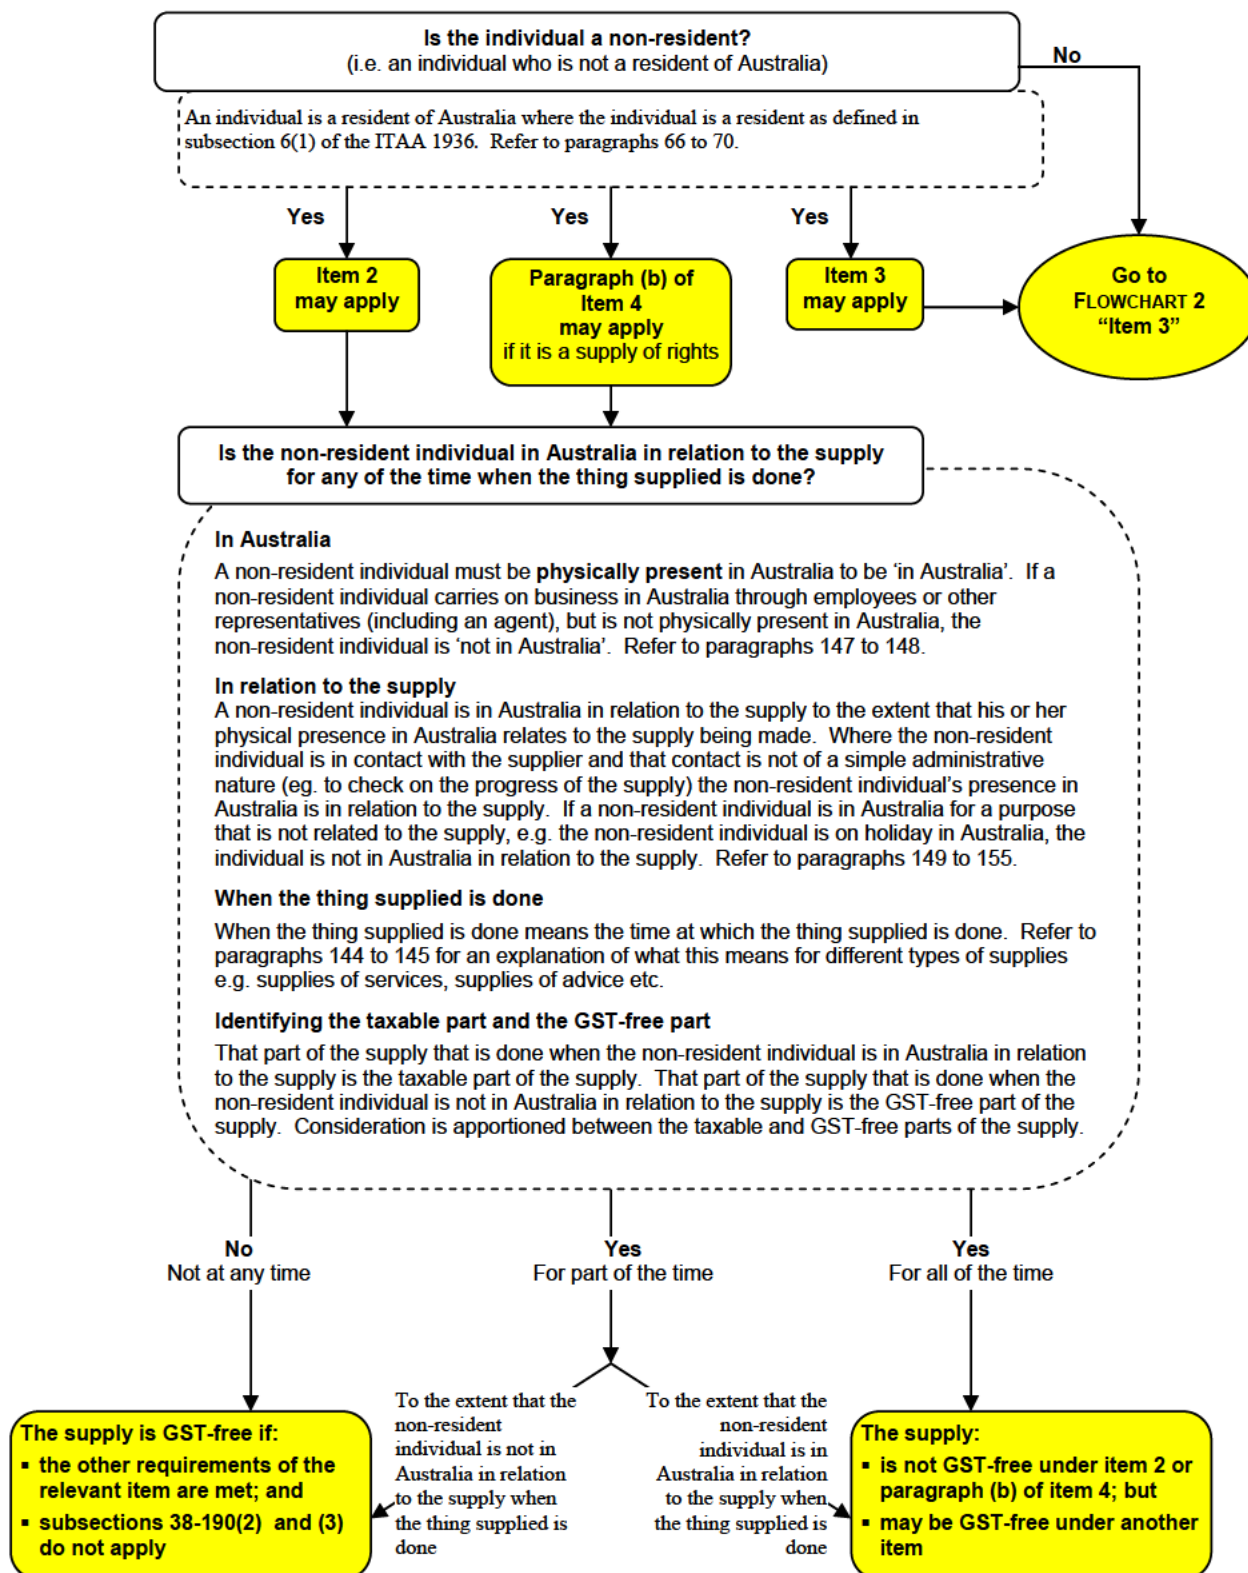 Is the individual a non-resident?
(i.e. an individual who is not a resident of Australia)
No
An individual is a resident of Australia where the individual is a resident as defined in
subsection 6(1) of the ITAA 1936.  Refer to paragraphs 66 to 70.
Yes
Yes
Yes
Item 2
may apply
Paragraph (b) of
Item 4
may apply
if it is a supply of rights
Item 3
may apply
Go to
FLOWCHART 2
“Item 3”
Is the non-resident individual in Australia in relation to the supply
for any of the time when the thing supplied is done?
In Australia
A non-resident individual must be physically present in Australia to be ‘in Australia’.  If a
non-resident individual carries on business in Australia through employees or other
representatives (including an agent), but is not physically present in Australia, the
non-resident individual is ‘not in Australia’.  Refer to paragraphs 147 to 148.
In relation to the supply
A non-resident individual is in Australia in relation to the supply to the extent that his or her
physical presence in Australia relates to the supply being made.  Where the non-resident
individual is in contact with the supplier and that contact is not of a simple administrative
nature (eg. to check on the progress of the supply) the non-resident individual’s presence in
Australia is in relation to the supply.  If a non-resident individual is in Australia for a purpose
that is not related to the supply, e.g. the non-resident individual is on holiday in Australia, the
individual is not in Australia in relation to the supply.  Refer to paragraphs 149 to 155.
When the thing supplied is done
When the thing supplied is done means the time at which the thing supplied is done.  Refer to
paragraphs 144 to 145 for an explanation of what this means for different types of supplies
e.g. supplies of services, supplies of advice etc.
Identifying the taxable part and the GST-free part
That part of the supply that is done when the non-resident individual is in Australia in relation
to the supply is the taxable part of the supply.  That part of the supply that is done when the
non-resident individual is not in Australia in relation to the supply is the GST-free part of the
supply.  Consideration is apportioned between the taxable and GST-free parts of the supply.
No
Not at any time
Yes
For part of the time
Yes
For all of the time
The supply is GST-free if:
▪ the other requirements of the
relevant item are met; and
▪ subsections 38-190(2)  and (3)
do not apply
To the extent that the
non-resident
individual is not in
Australia in relation
to the supply when
the thing supplied is
done
To the extent that the
non-resident
individual is in
Australia in relation
to the supply when
the thing supplied is
done
The supply:
▪ is not GST-free under item 2 or
paragraph (b) of item 4; but
▪ may be GST-free under another
item